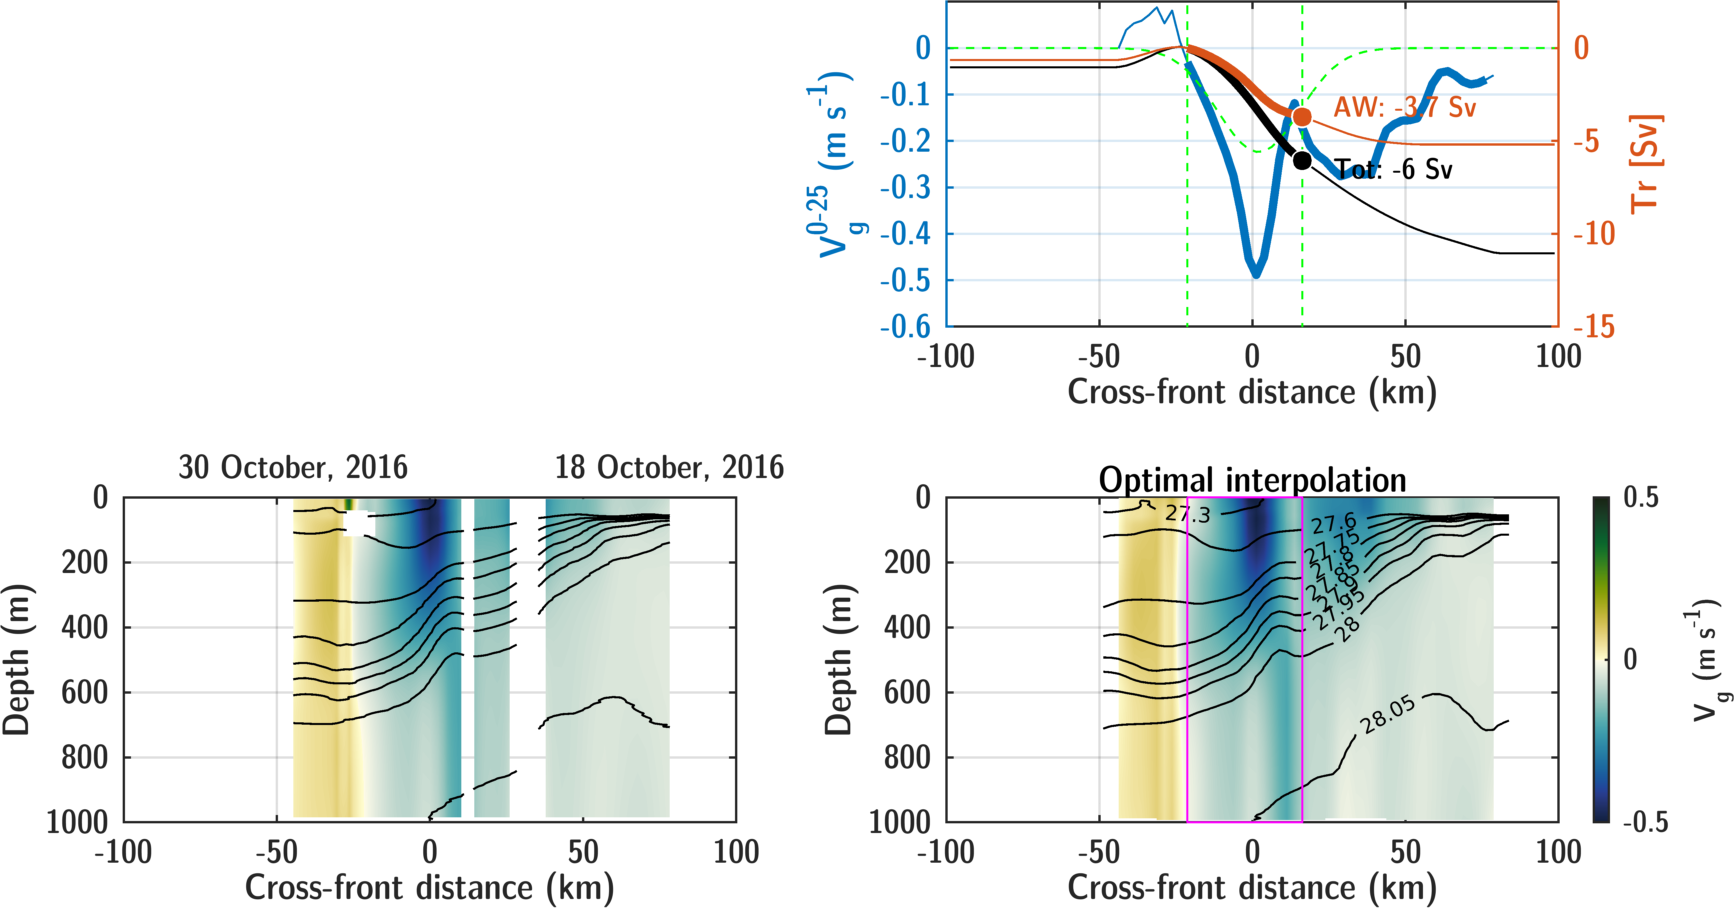 0
-0.1
-0.2
-0.3
-0.4
-0.5
-0.6
V_g^0-25 (m s^-1)
0
-5
-10
-15
Tr [Sv]
AW: -3.7 Sv
Tot: -6 Sv
-100 -50 0 50 100
Cross-front distance (km)
30 October, 2016 18 October, 2016
0
200
400
600
800
1000
Depth (m)
-100 -50 0 50 100
Cross-front distance (km)
Optimal interpolation
0
200
400
600
800
1000
Depth (m)
27.3
27.6
27.75
27.8
27.85
27.9
27.95
28
28.05
-100 -50 0 50 100
Cross-front distance (km)
0.5
0
-0.5
V_g (m s^-1)